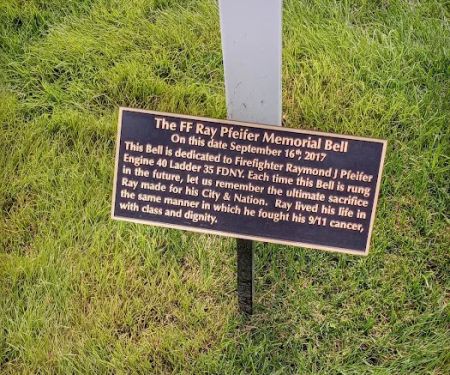 The FF Ray Pfeifer Memorial Bell
On this date September 16th, 2017
This Bell is dedicated to Firefighter Raymond J Pfeifer
Engine 40 Ladder 35 FDNY. Each time this Bell is rung
in the future, let us remember the ultimate sacrifice
Ray made for his City & Nation. Ray lived his life in
the same manner in which he fought his 9/11 cancer,
with class and dignity.